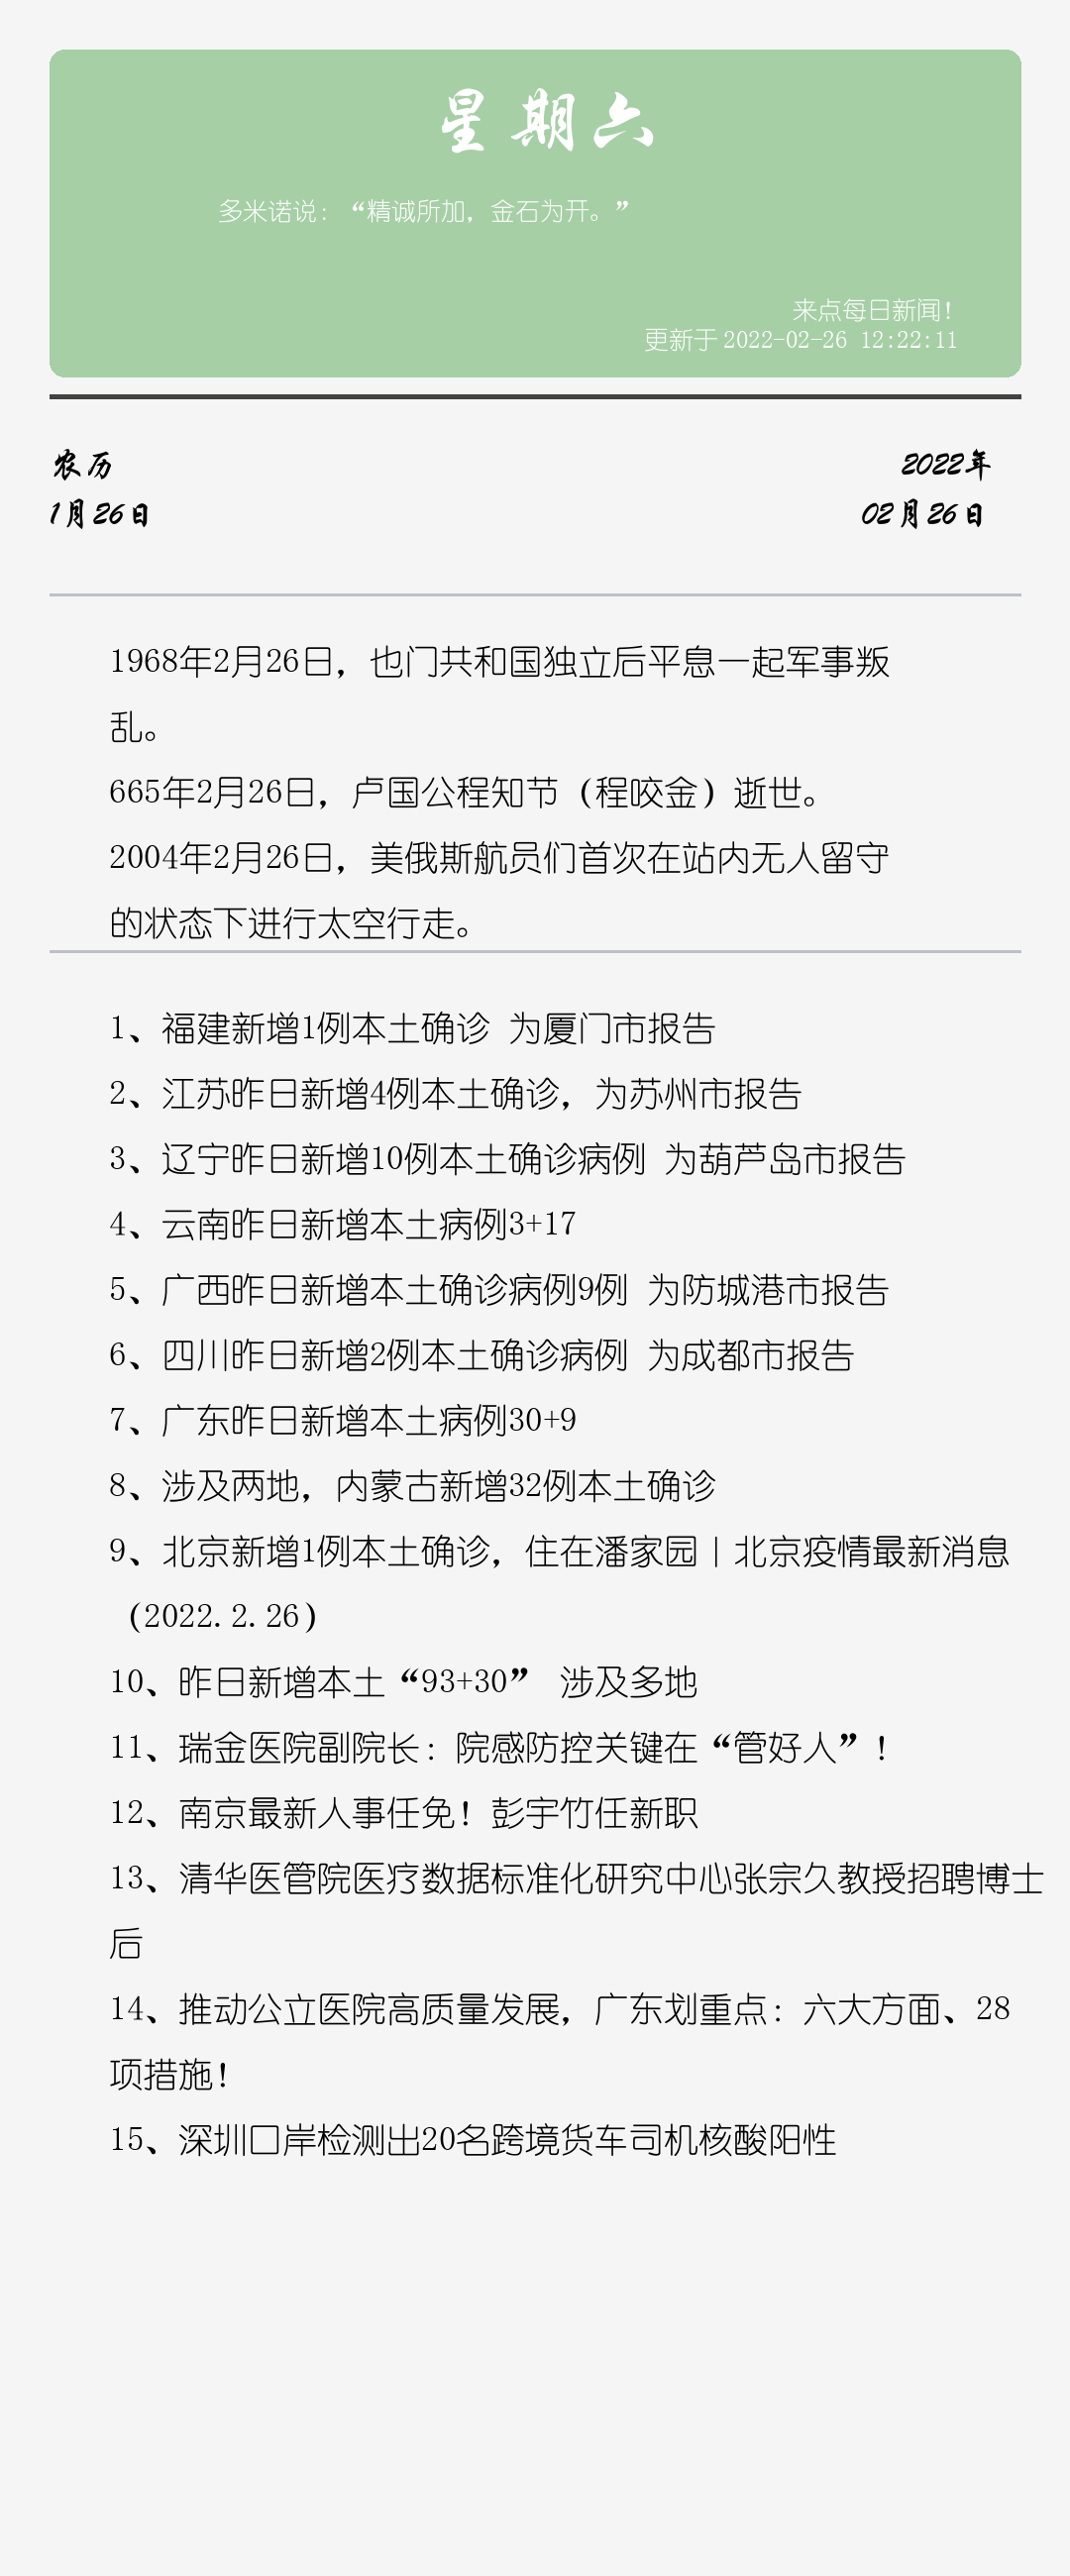 星期六
多米诺说：“精诚所加，金石为开。”
来点每日新闻！
更新于 2022-02-26 12:22:11
农历
2022年
1月26日
02月26日
1968年2月26日，也门共和国独立后平息一起军事叛
乱。
665年2月26日，卢国公程知节（程咬金）逝世。
2004年2月26日，美俄斯航员们首次在站内无人留守
的状态下进行太空行走。
1、福建新增1例本土确诊 为厦门市报告
2、江苏昨日新增4例本土确诊，为苏州市报告
3、辽宁昨日新增10例本土确诊病例 为葫芦岛市报告
4、云南昨日新增本土病例3+17
5、广西昨日新增本土确诊病例9例 为防城港市报告
6、四川昨日新增2例本土确诊病例 为成都市报告
7、广东昨日新增本土病例30+9
8、涉及两地，内蒙古新增32例本土确诊
9、北京新增1例本土确诊，住在潘家园丨北京疫情最新消息
（2022.2.26）
10、昨日新增本土“93+30” 涉及多地
11、瑞金医院副院长：院感防控关键在“管好人”！
12、南京最新人事任免！彭宇竹任新职
13、清华医管院医疗数据标准化研究中心张宗久教授招聘博士
后
14、推动公立医院高质量发展，广东划重点：六大方面、28
项措施！
15、深圳口岸检测出20名跨境货车司机核酸阳性